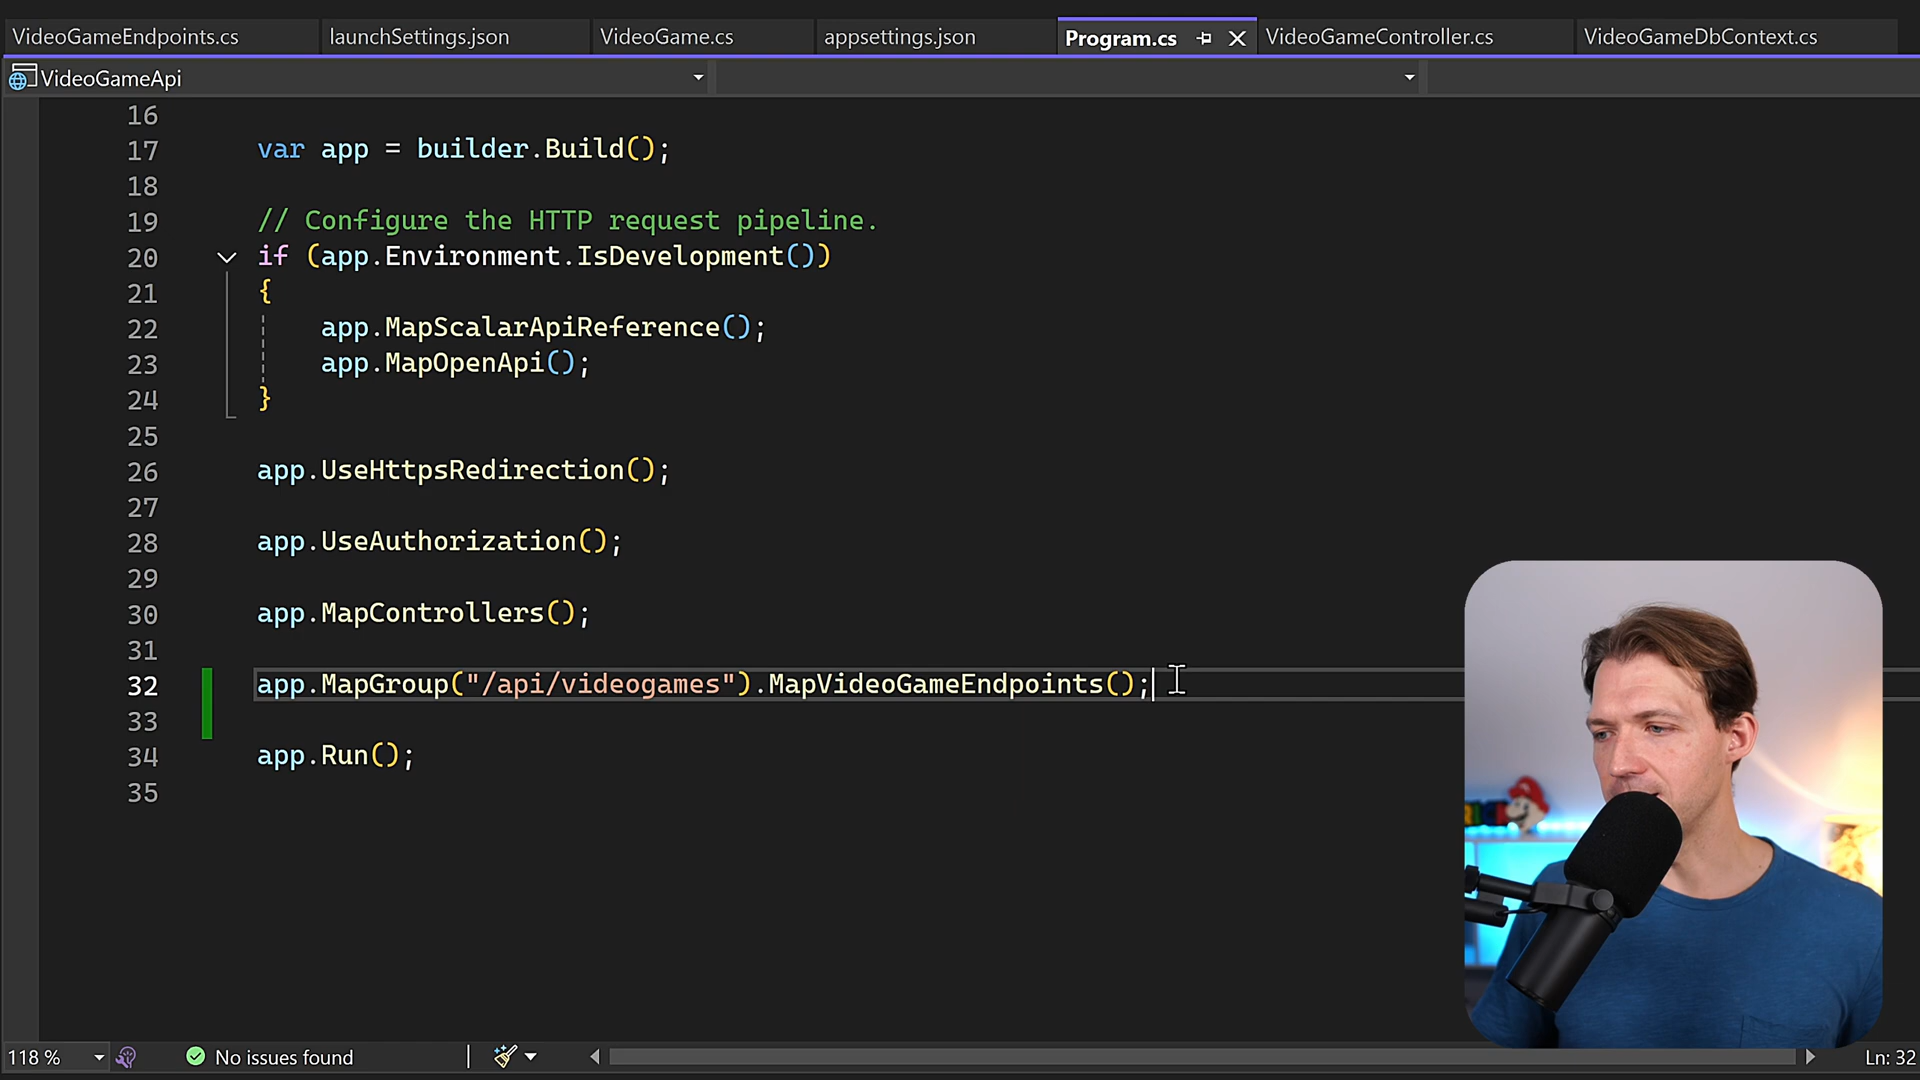 VideoGameEndpoints.cs launchSettings.json VideoGame.cs appsettings.json Program.cs VideoGameController.cs VideoGameDbContext.cs
VideoGameApi
16
17 var app = builder.Build();
18
19 // Configure the HTTP request pipeline.
20 if (app.Environment.IsDevelopment())
21 {
22 app.MapScalarApiReference();
23 app.MapOpenApi();
24 }
25
26 app.UseHttpsRedirection();
27
28 app.UseAuthorization();
29
30 app.MapControllers();
31
32 app.MapGroup("/api/videogames").MapVideoGameEndpoints();
33
34 app.Run();
35
118 % No issues found Ln: 32